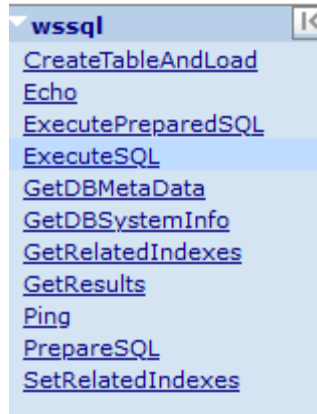 wssql
CreateTableAndLoad
Echo
ExecutePreparedSQL
ExecuteSQL
GetDBMetaData
GetDBSystemInfo
GetRelatedIndexes
GetResults
Ping
PrepareSQL
SetRelatedIndexes